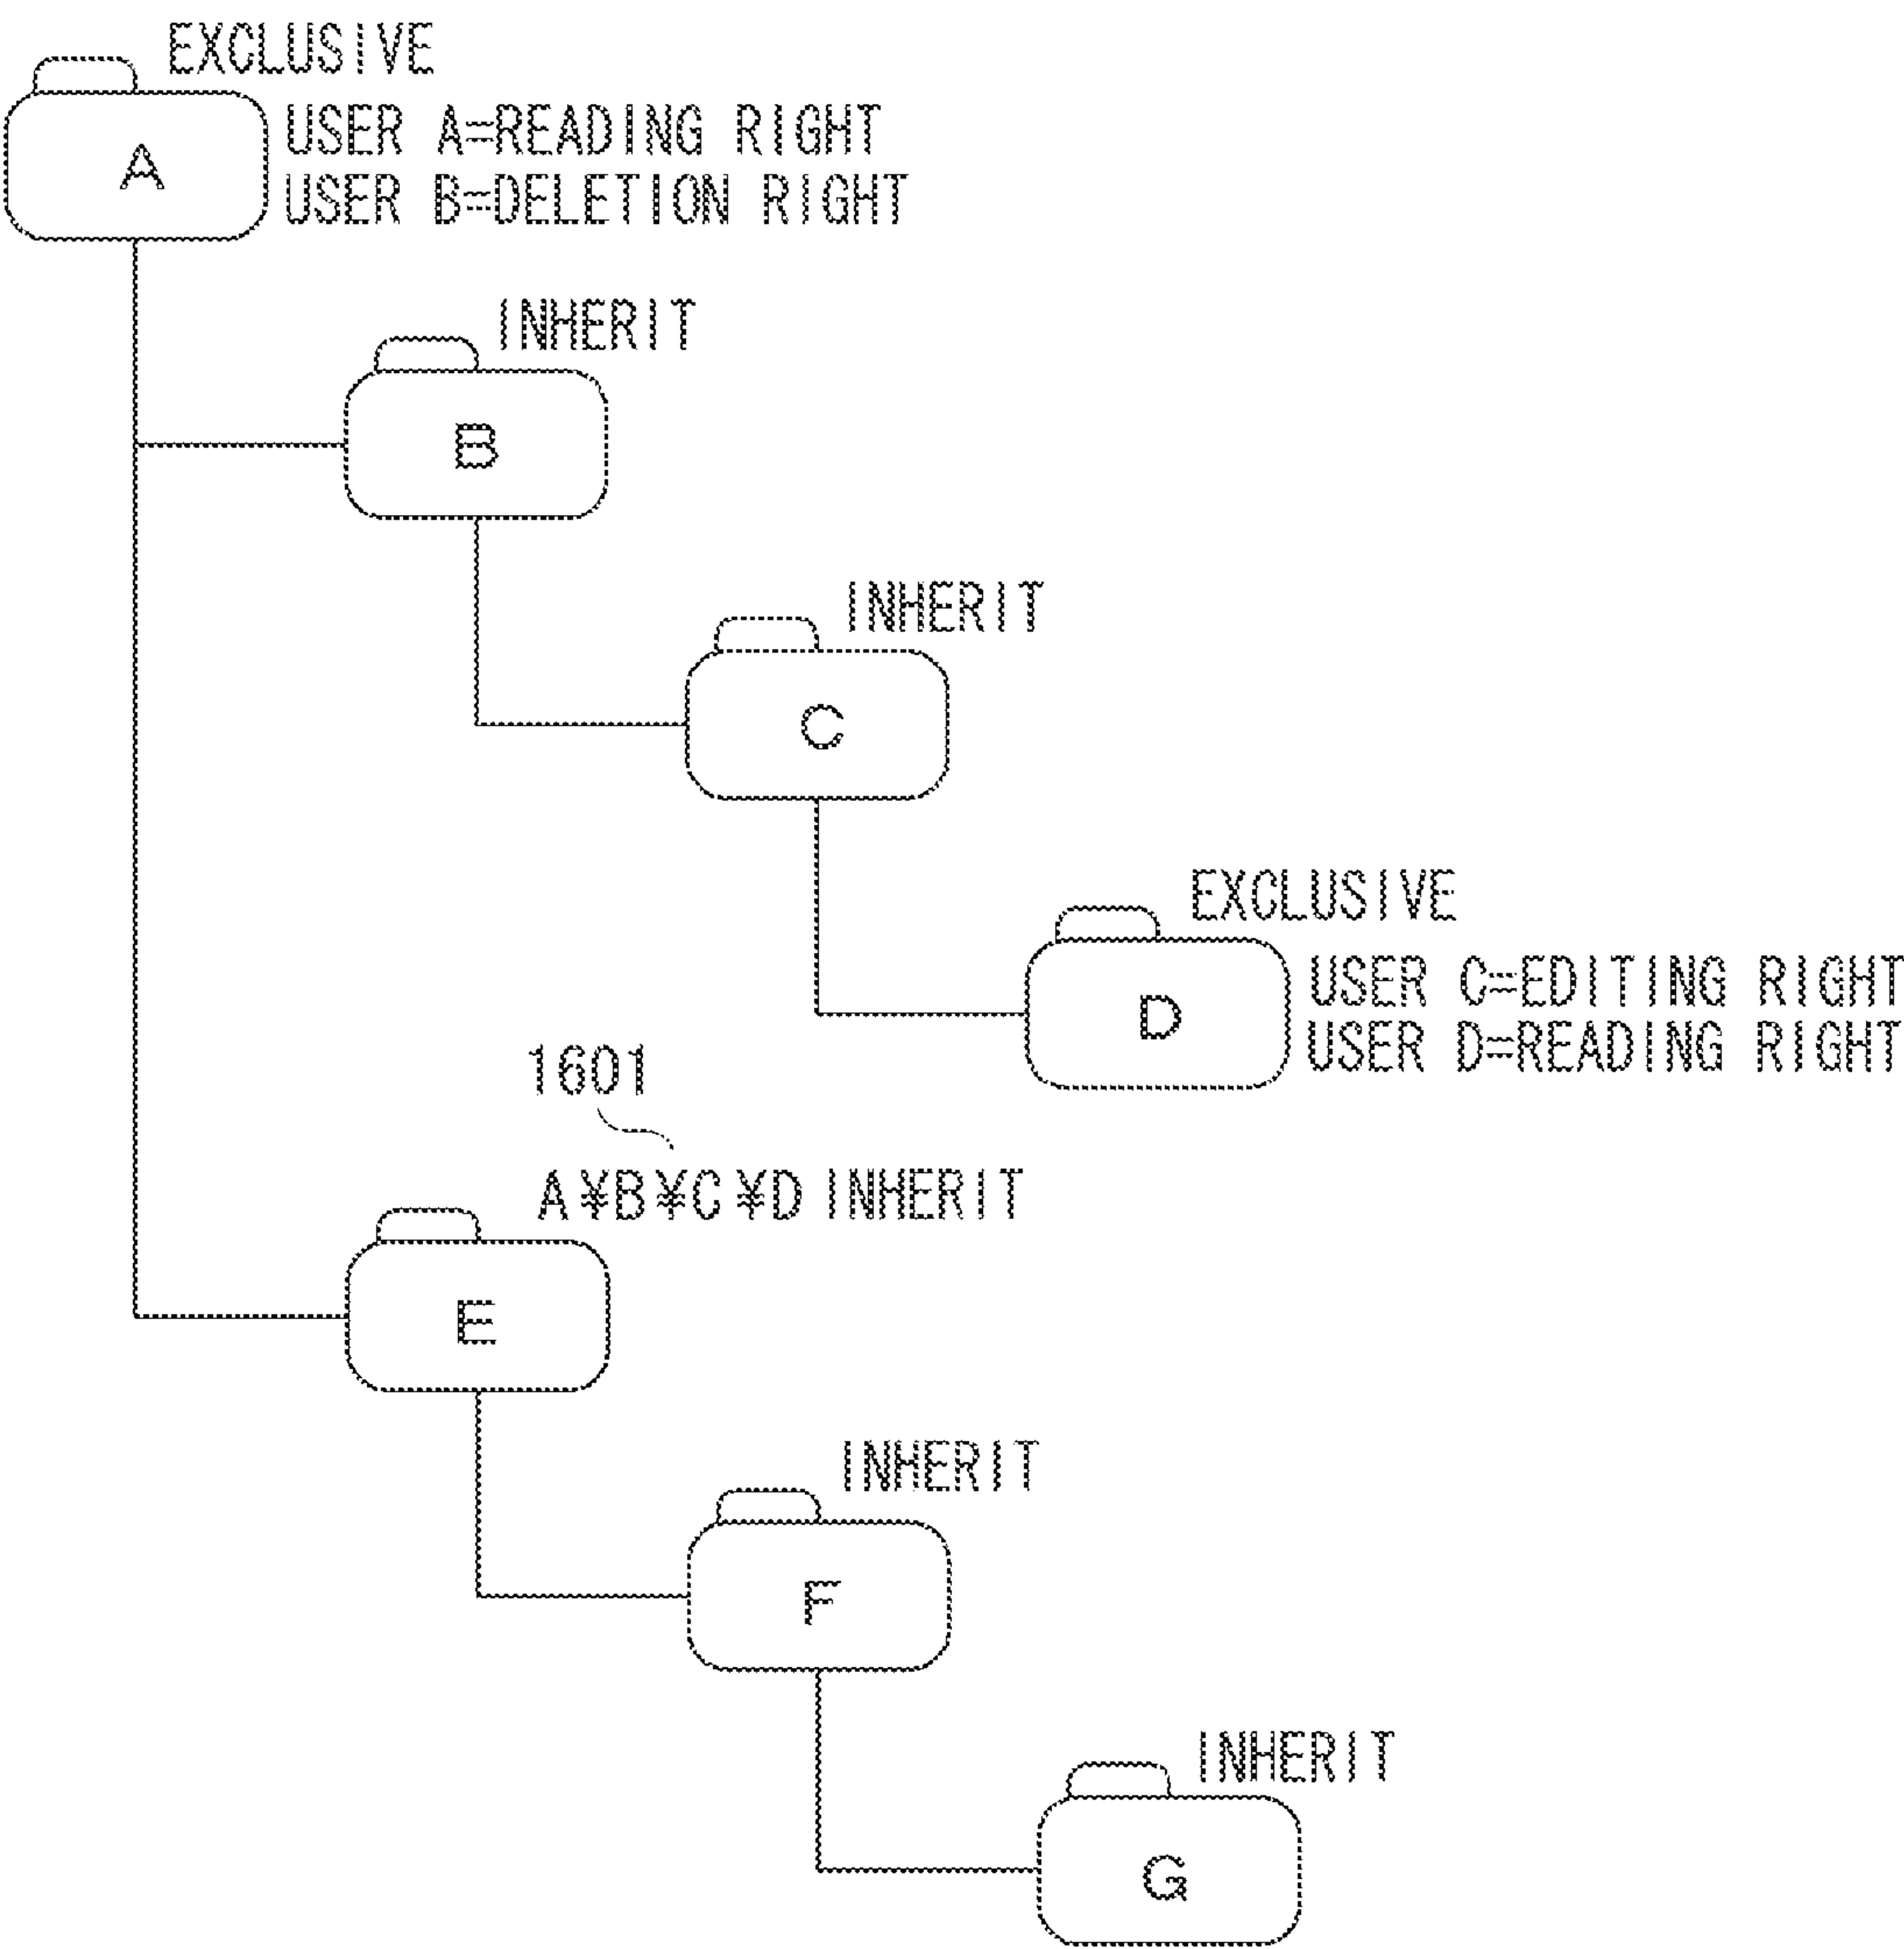 EXCLUSIVE
A
USER A=READING RIGHT
USER B=DELETION RIGHT
INHERIT
B
INHERIT
C
EXCLUSIVE
D
USER C=EDITING RIGHT
USER D=READING RIGHT
1601
A¥B¥C¥D INHERIT
E
INHERIT
F
INHERIT
G